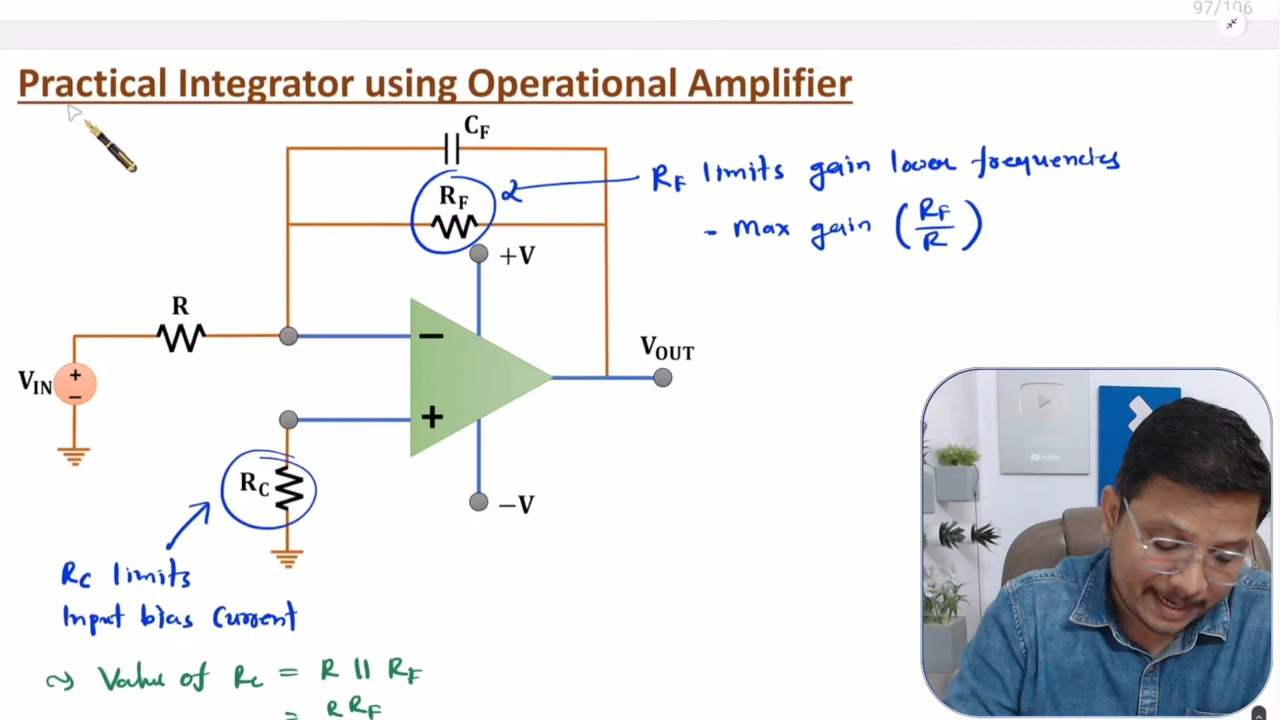 97/106
Practical Integrator using Operational Amplifier
C_F
R_F
R_F limits gain lower frequencies
- Max gain (R_F/R)
+V
R
V_IN
+
−
−
+
V_OUT
R_C
−V
R_C limits
Input bias Current
~> Value of R_C = R || R_F
= R R_F